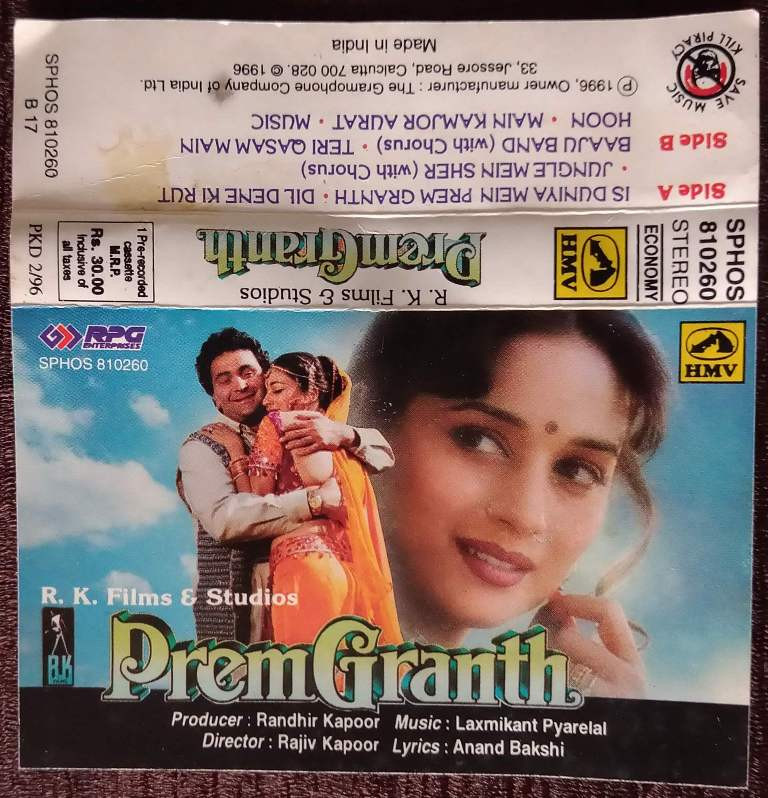 Side A IS DUNIYA MEIN PREM GRANTH • DIL DENE KI RUT
• JUNGLE MEIN SHER (with Chorus)
Side B BAAJU BAND (with Chorus) • TERI QASAM MAIN
HOON • MAIN KAMJOR AURAT • MUSIC
℗ 1996, Owner, manufacturer : The Gramophone Company of India Ltd.
33, Jessore Road, Calcutta 700 028. © 1996
Made in India
SAVE MUSIC
KILL PIRACY
SPHOS 810260
B 17
SPHOS
810260
STEREO
ECONOMY
HMV
R. K. Films & Studios
PremGranth
1 Pre-recorded
cassette
M.R.P.
Rs. 30.00
Inclusive of
all taxes
PKD 2/96
RPG
ENTERPRISES
SPHOS 810260
HMV
R. K. Films & Studios
R.K
PremGranth
Producer : Randhir Kapoor Music : Laxmikant Pyarelal
Director : Rajiv Kapoor Lyrics : Anand Bakshi